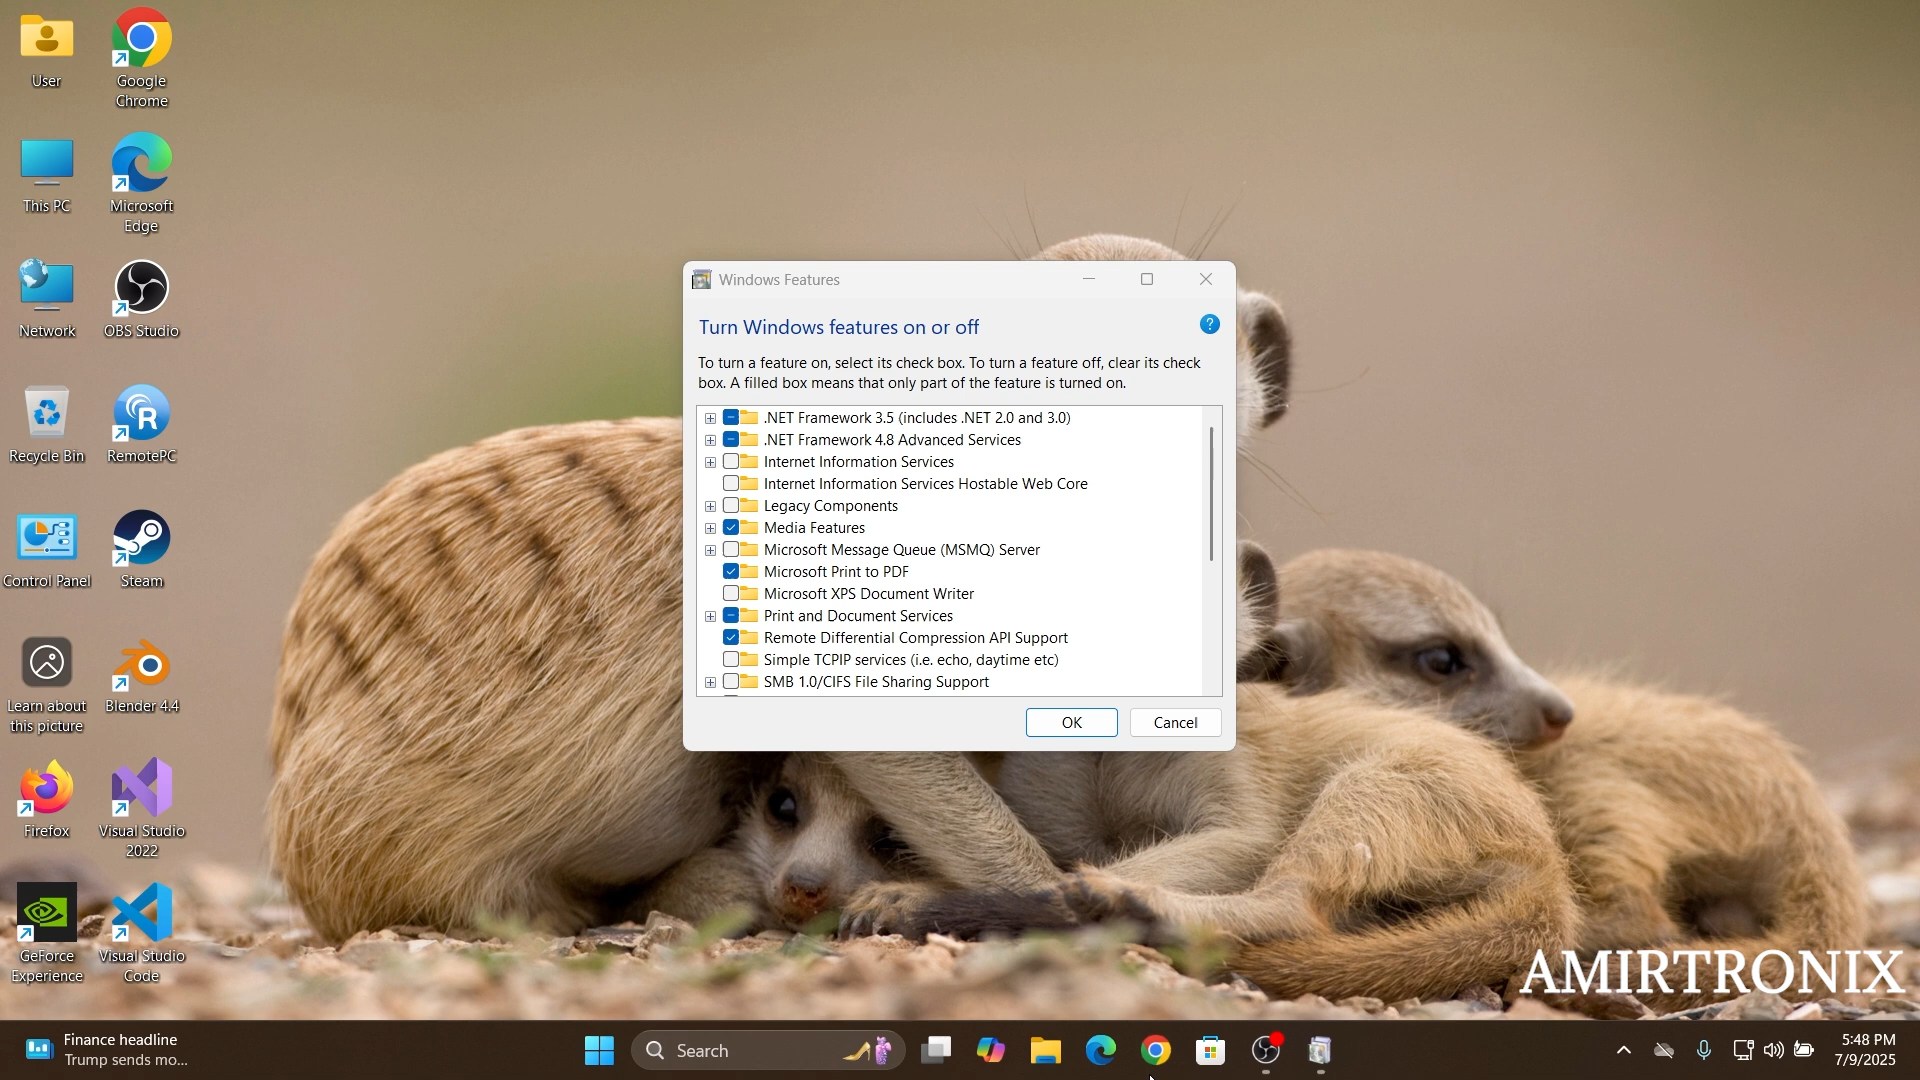 User
Google
Chrome
This PC
Microsoft
Edge
Network
OBS Studio
Recycle Bin
RemotePC
Control Panel
Steam
Learn about
this picture
Blender 4.4
Firefox
Visual Studio
2022
GeForce
Experience
Visual Studio
Code
Windows Features
Turn Windows features on or off
?
To turn a feature on, select its check box. To turn a feature off, clear its check
box. A filled box means that only part of the feature is turned on.
.NET Framework 3.5 (includes .NET 2.0 and 3.0)
.NET Framework 4.8 Advanced Services
Internet Information Services
Internet Information Services Hostable Web Core
Legacy Components
Media Features
Microsoft Message Queue (MSMQ) Server
Microsoft Print to PDF
Microsoft XPS Document Writer
Print and Document Services
Remote Differential Compression API Support
Simple TCPIP services (i.e. echo, daytime etc)
SMB 1.0/CIFS File Sharing Support
OK
Cancel
AMIRTRONIX
Finance headline
Trump sends mo...
Search
5:48 PM
7/9/2025